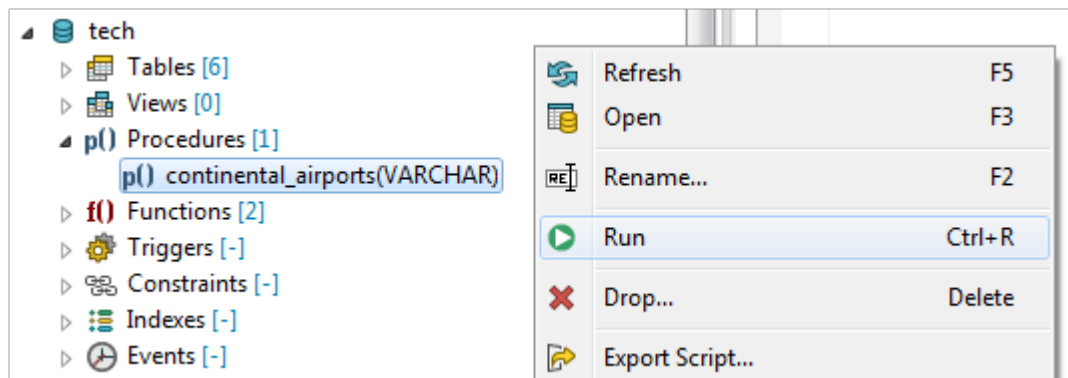 tech
Tables [6]
Views [0]
p() Procedures [1]
p() continental_airports(VARCHAR)
f() Functions [2]
Triggers [-]
Constraints [-]
Indexes [-]
Events [-]
Refresh F5
Open F3
RE Rename... F2
Run Ctrl+R
Drop... Delete
Export Script...